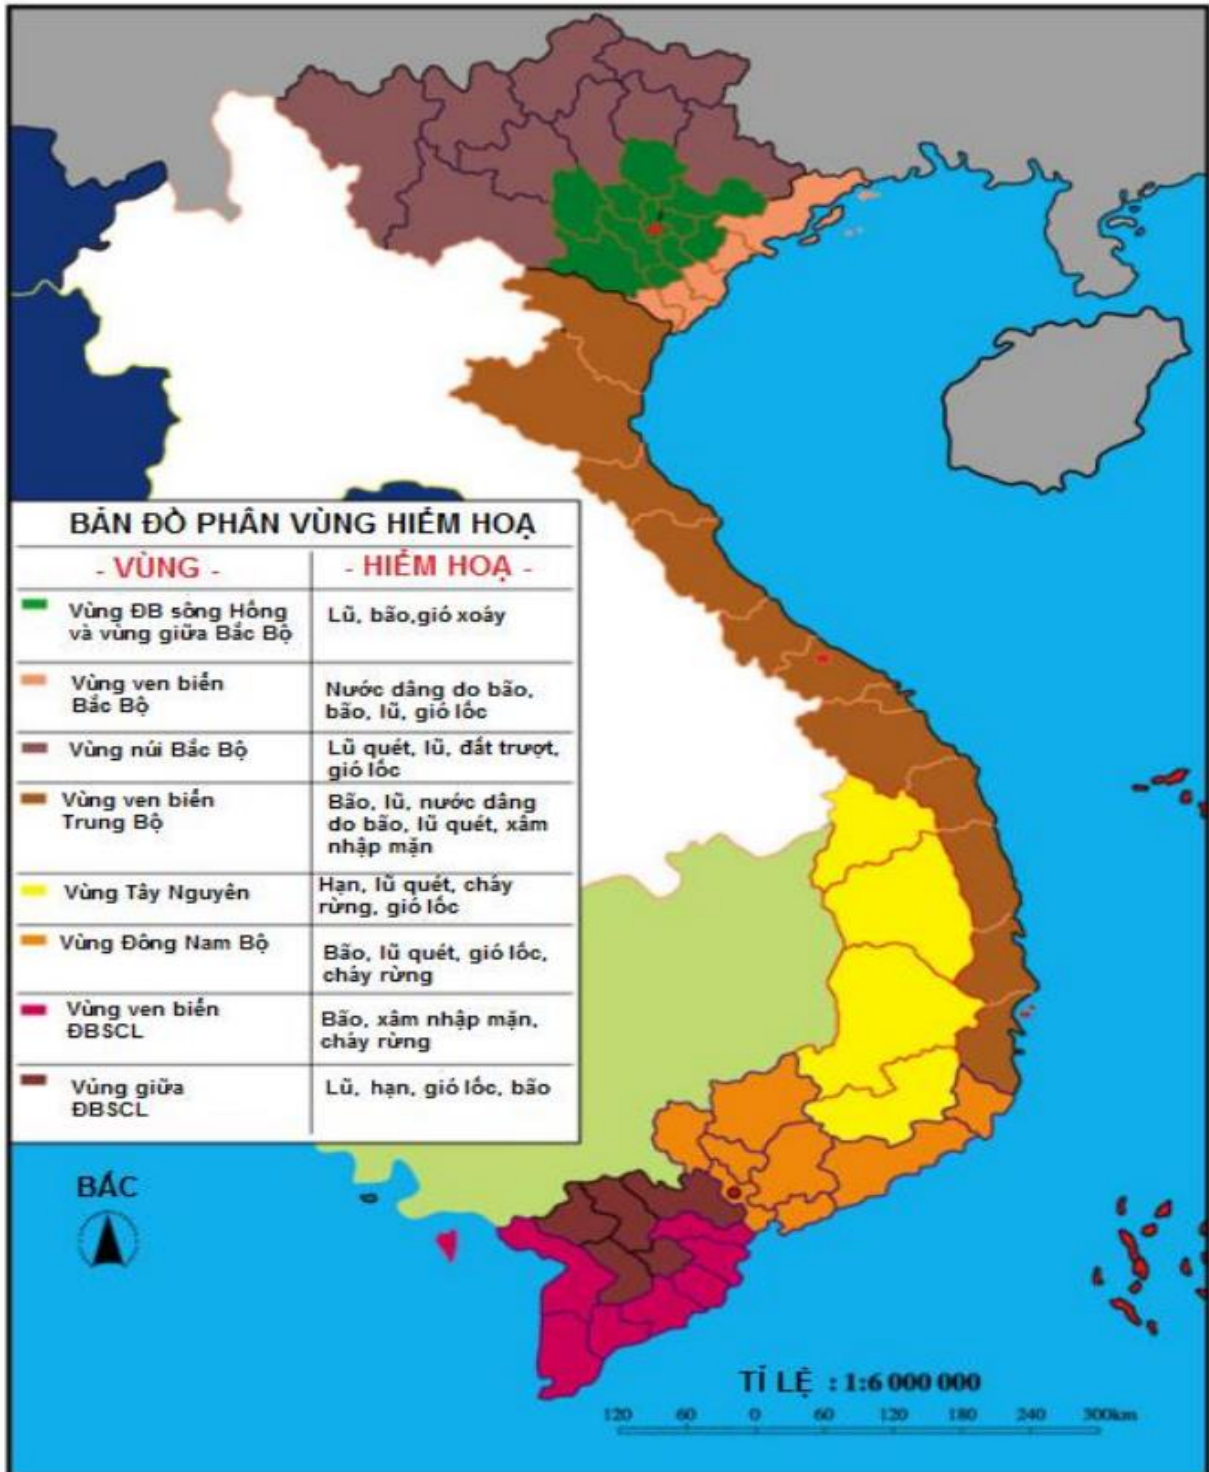 BẢN ĐỒ PHÂN VÙNG HIỂM HOẠ
- VÙNG -
- HIỂM HOẠ -
Vùng ĐB sông Hồng
và vùng giữa Bắc Bộ
Lũ, bão,gió xoáy
Vùng ven biển
Bắc Bộ
Nước dâng do bão,
bão, lũ, gió lốc
Vùng núi Bắc Bộ
Lũ quét, lũ, đất trượt,
gió lốc
Vùng ven biển
Trung Bộ
Bão, lũ, nước dâng
do bão, lũ quét, xâm
nhập mặn
Vùng Tây Nguyên
Hạn, lũ quét, cháy
rừng, gió lốc
Vùng Đông Nam Bộ
Bão, lũ quét, gió lốc,
cháy rừng
Vùng ven biển
ĐBSCL
Bão, xâm nhập mặn,
cháy rừng
Vùng giữa
ĐBSCL
Lũ, hạn, gió lốc, bão
BẮC
TỈ LỆ : 1:6 000 000
120 60 0 60 120 180 240 300km